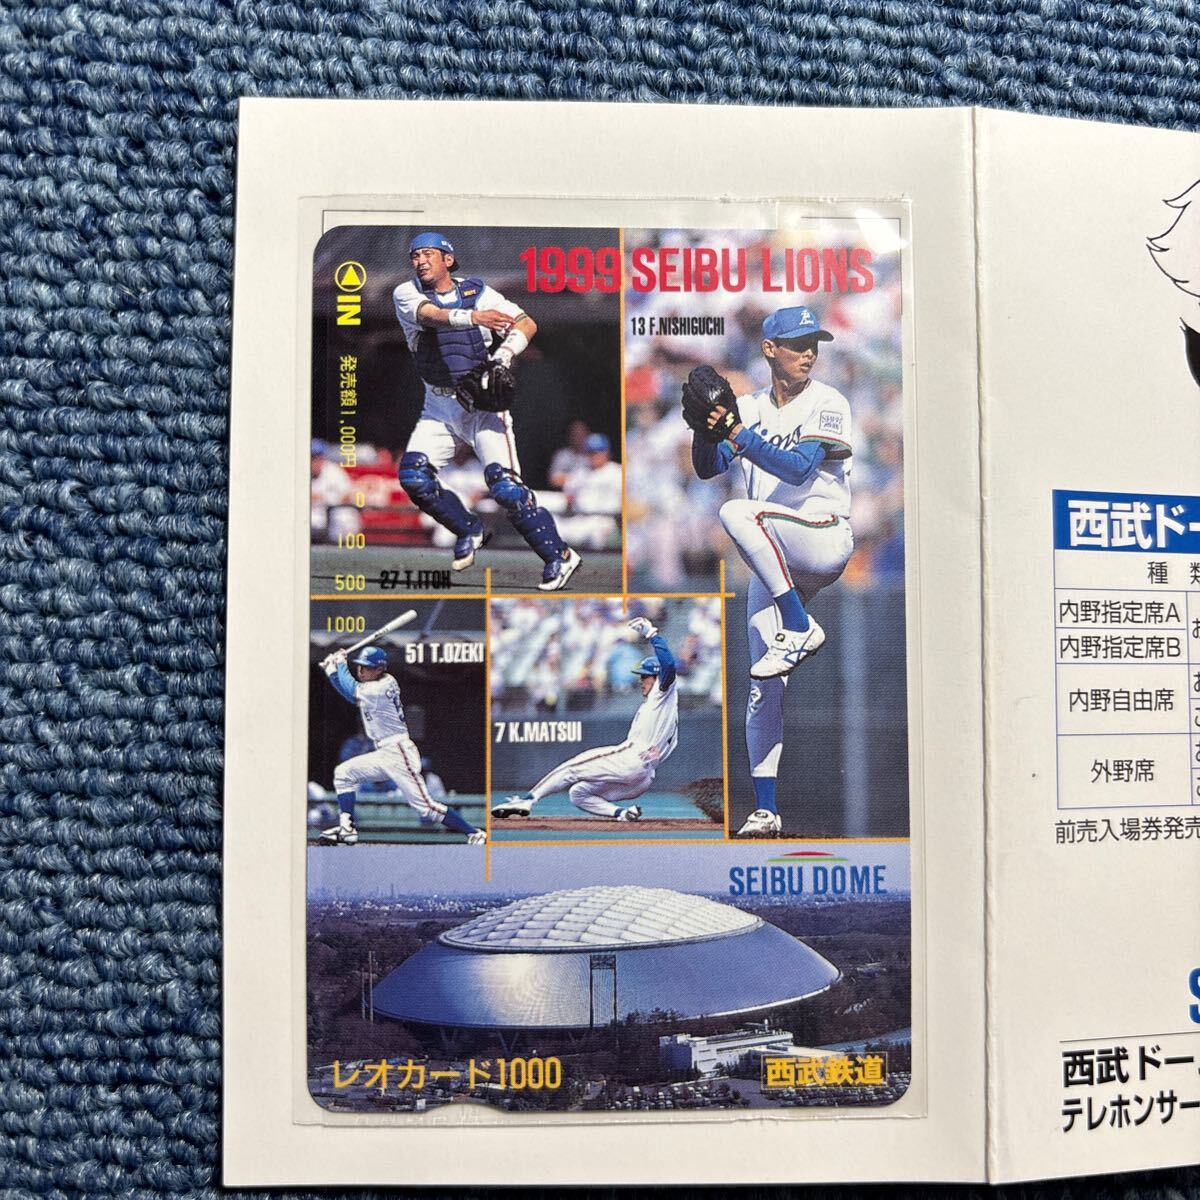 1999 SEIBU LIONS
IN
発売額1,000円
0
100
500
1000
27 T.ITOH
13 F.NISHIGUCHI
Lions
51 T.OZEKI
7 K.MATSUI
SEIBU DOME
レオカード1000
西武鉄道
西武ドー
種 類
内野指定席A
内野指定席B
内野自由席
外野席
前売入場券発売
S
西武ドー
テレホンサー